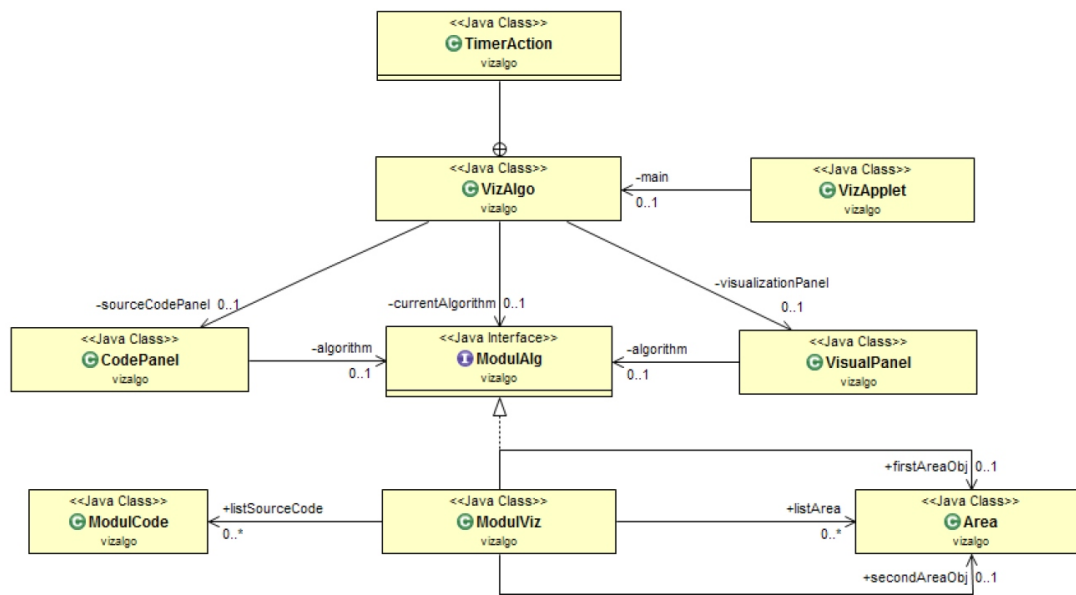 <<Java Class>>
TimerAction
vizalgo
<<Java Class>>
VizAlgo
vizalgo
-main
0..1
<<Java Class>>
VizApplet
vizalgo
-sourceCodePanel 0..1
-currentAlgorithm 0..1
-visualizationPanel
0..1
<<Java Class>>
CodePanel
vizalgo
-algorithm
0..1
<<Java Interface>>
ModulAlg
vizalgo
-algorithm
0..1
<<Java Class>>
VisualPanel
vizalgo
+firstAreaObj 0..1
<<Java Class>>
ModulCode
vizalgo
+listSourceCode
0..*
<<Java Class>>
ModulViz
vizalgo
+listArea
0..*
<<Java Class>>
Area
vizalgo
+secondAreaObj 0..1